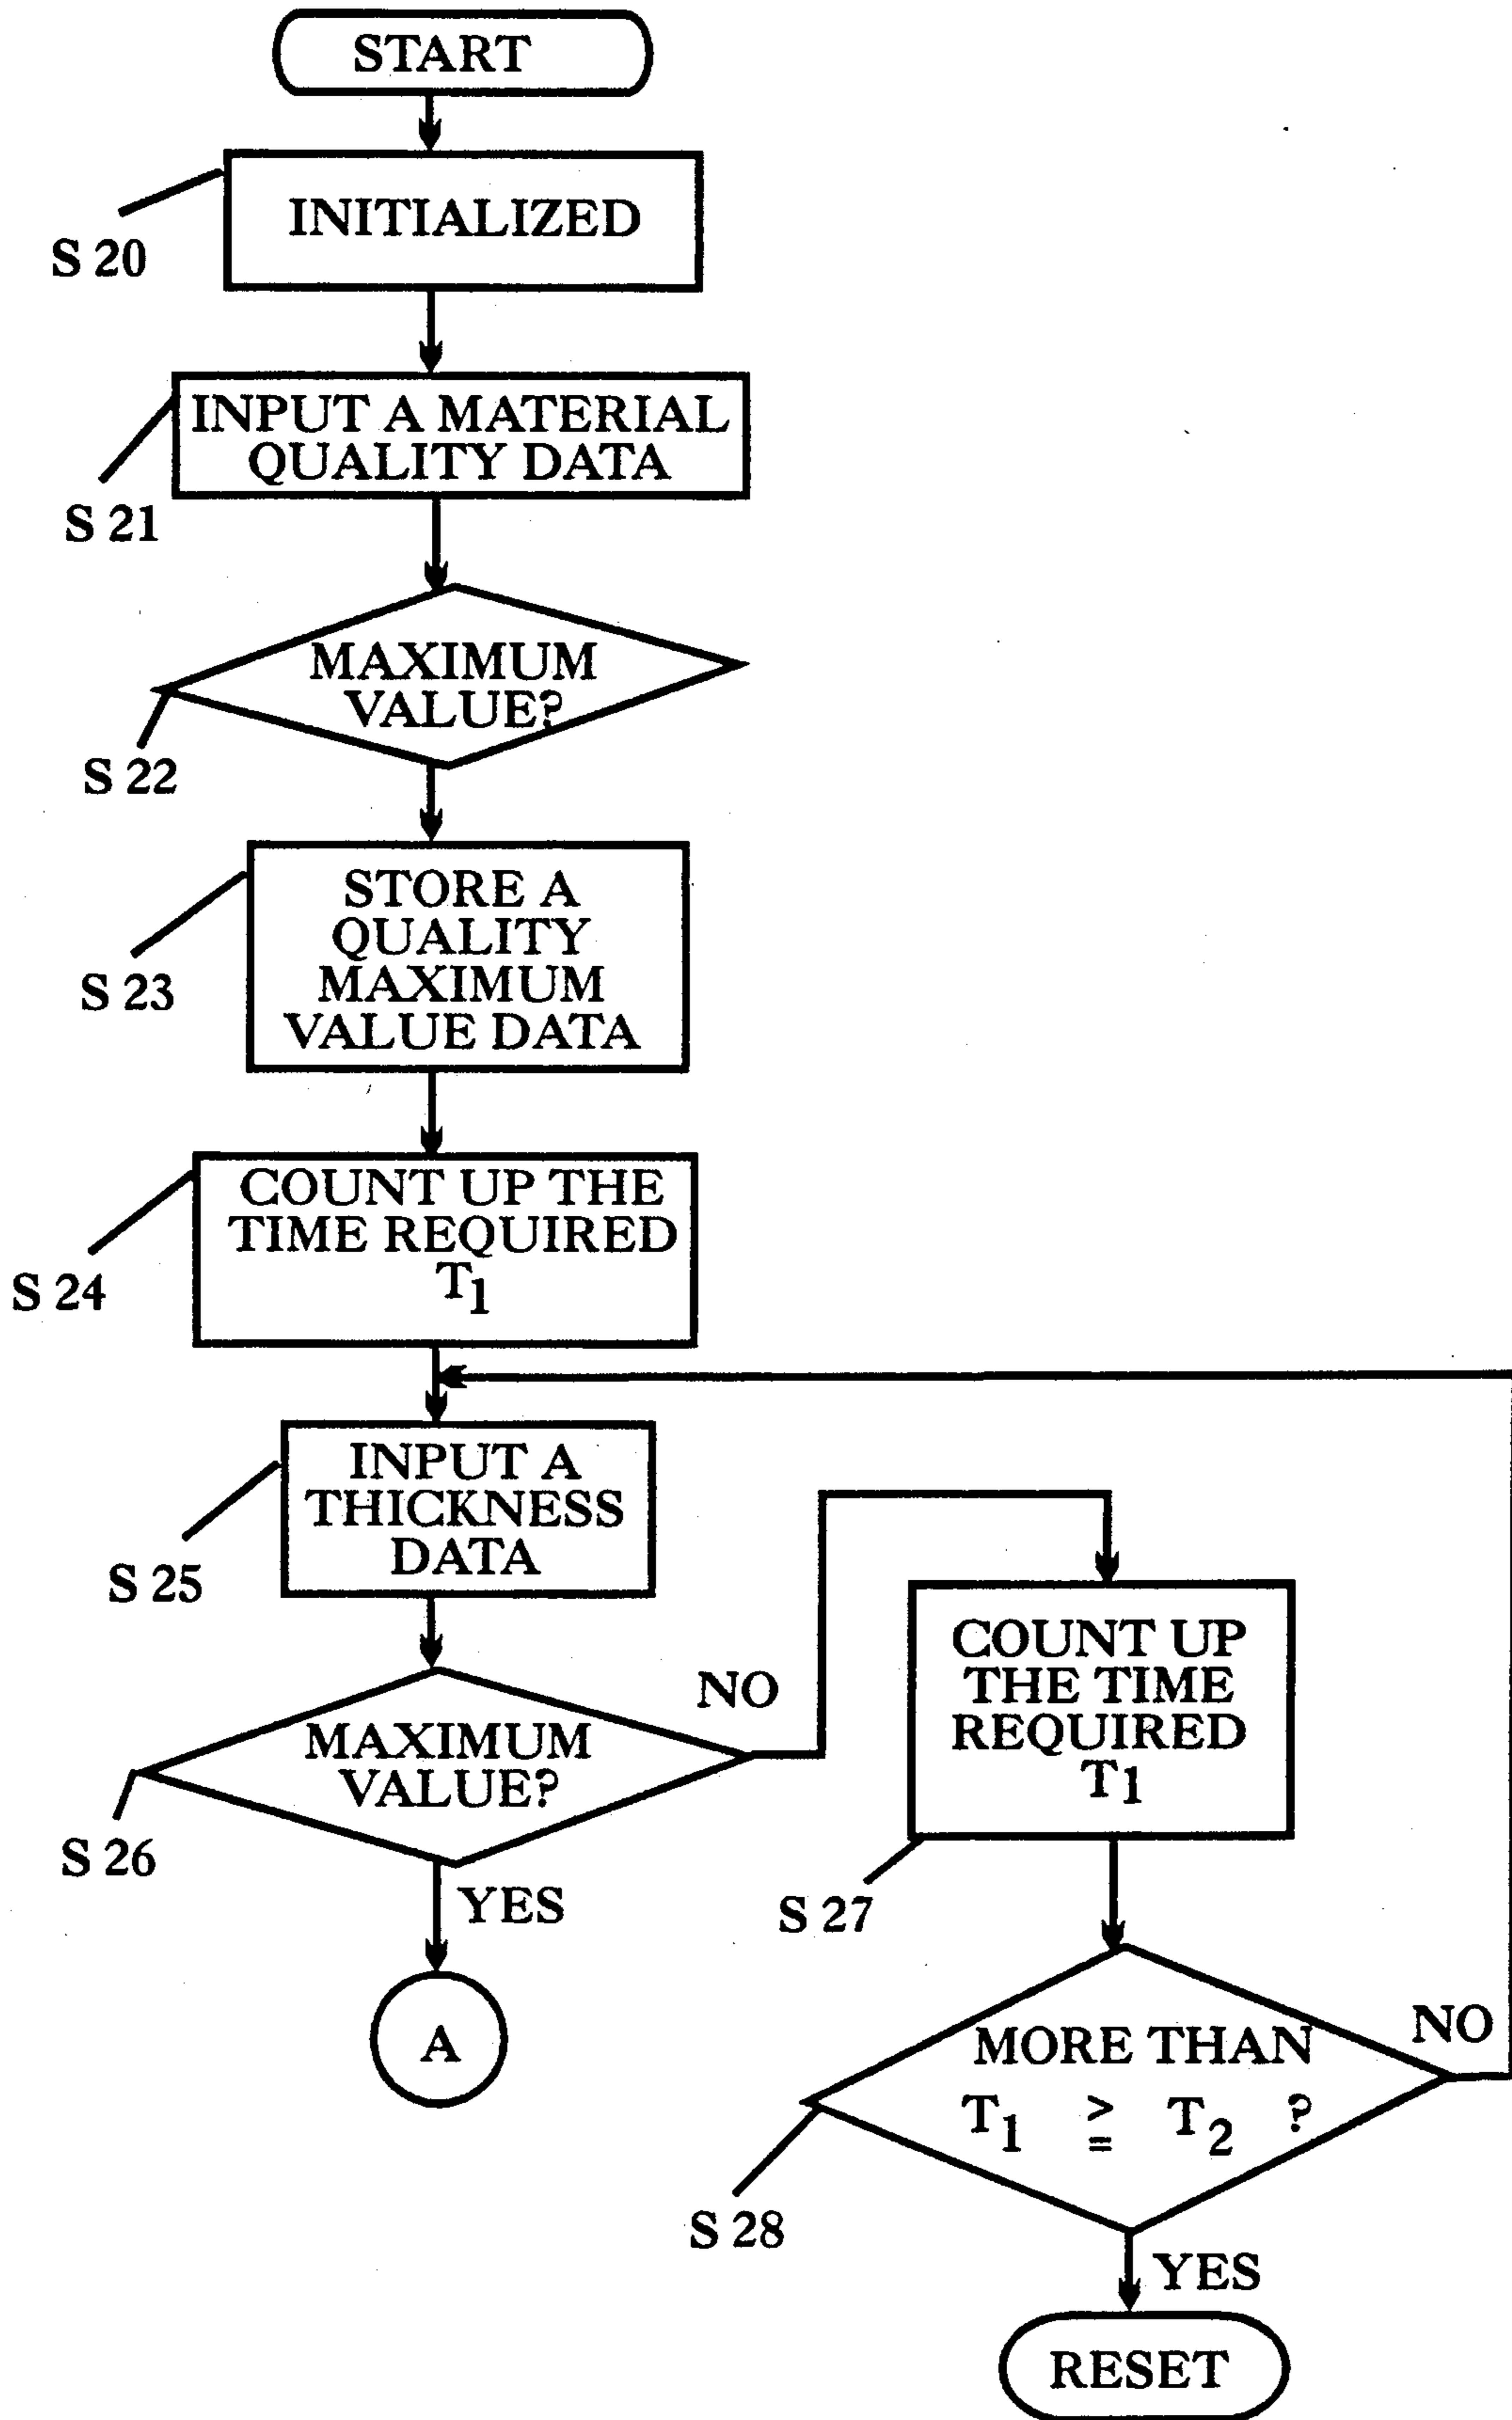 START
INITIALIZED
S 20
INPUT A MATERIAL
QUALITY DATA
S 21
MAXIMUM
VALUE?
S 22
STORE A
QUALITY
MAXIMUM
VALUE DATA
S 23
COUNT UP THE
TIME REQUIRED
T1
S 24
INPUT A
THICKNESS
DATA
S 25
MAXIMUM
VALUE?
NO
S 26
YES
A
COUNT UP
THE TIME
REQUIRED
T1
S 27
MORE THAN
T1 ≧ T2 ?
NO
S 28
YES
RESET